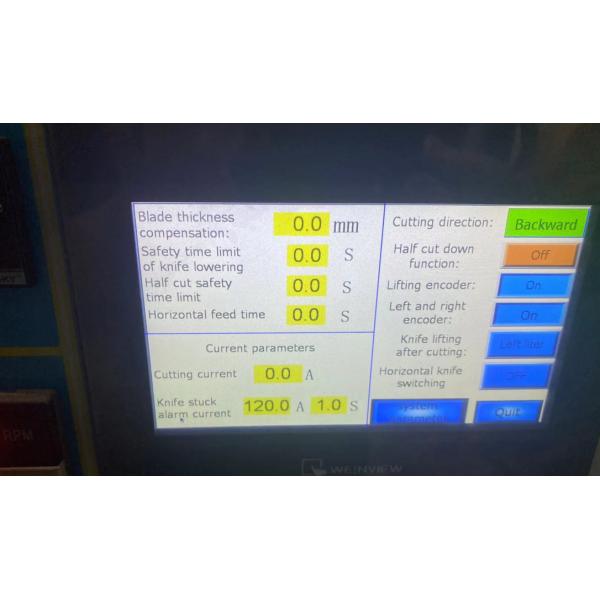 Blade thickness
compensation: 0.0 mm
Safety time limit
of knife lowering 0.0 S
Half cut safety
time limit 0.0 S
Horizontal feed time 0.0 S
Current parameters
Cutting current 0.0 A
Knife stuck
alarm current 120.0 A 1.0 S
Cutting direction: Backward
Half cut down
function: Off
Lifting encoder: On
Left and right
encoder: On
Knife lifting
after cutting:
Horizontal knife
switching OFF
System
parameter
Quit
WEINVIEW
RPM